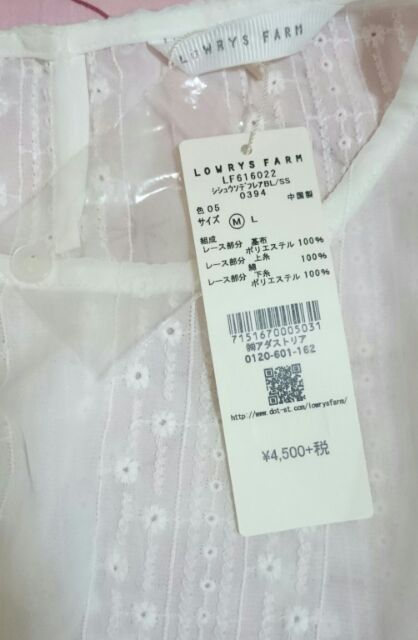 LOWRYS FARM
LOWRYS FARM
LF616022
シシュウソデフレアBL/SS
0394 中国製
色 05
サイズ M L
組成
レース部分 基布
ポリエステル 100%
レース部分 上糸
綿 100%
レース部分 下糸
ポリエステル 100%
7151670005031
㈱アダストリア
0120-601-162
http://www.dot-st.com/lowrysfarm/
¥4,500+税